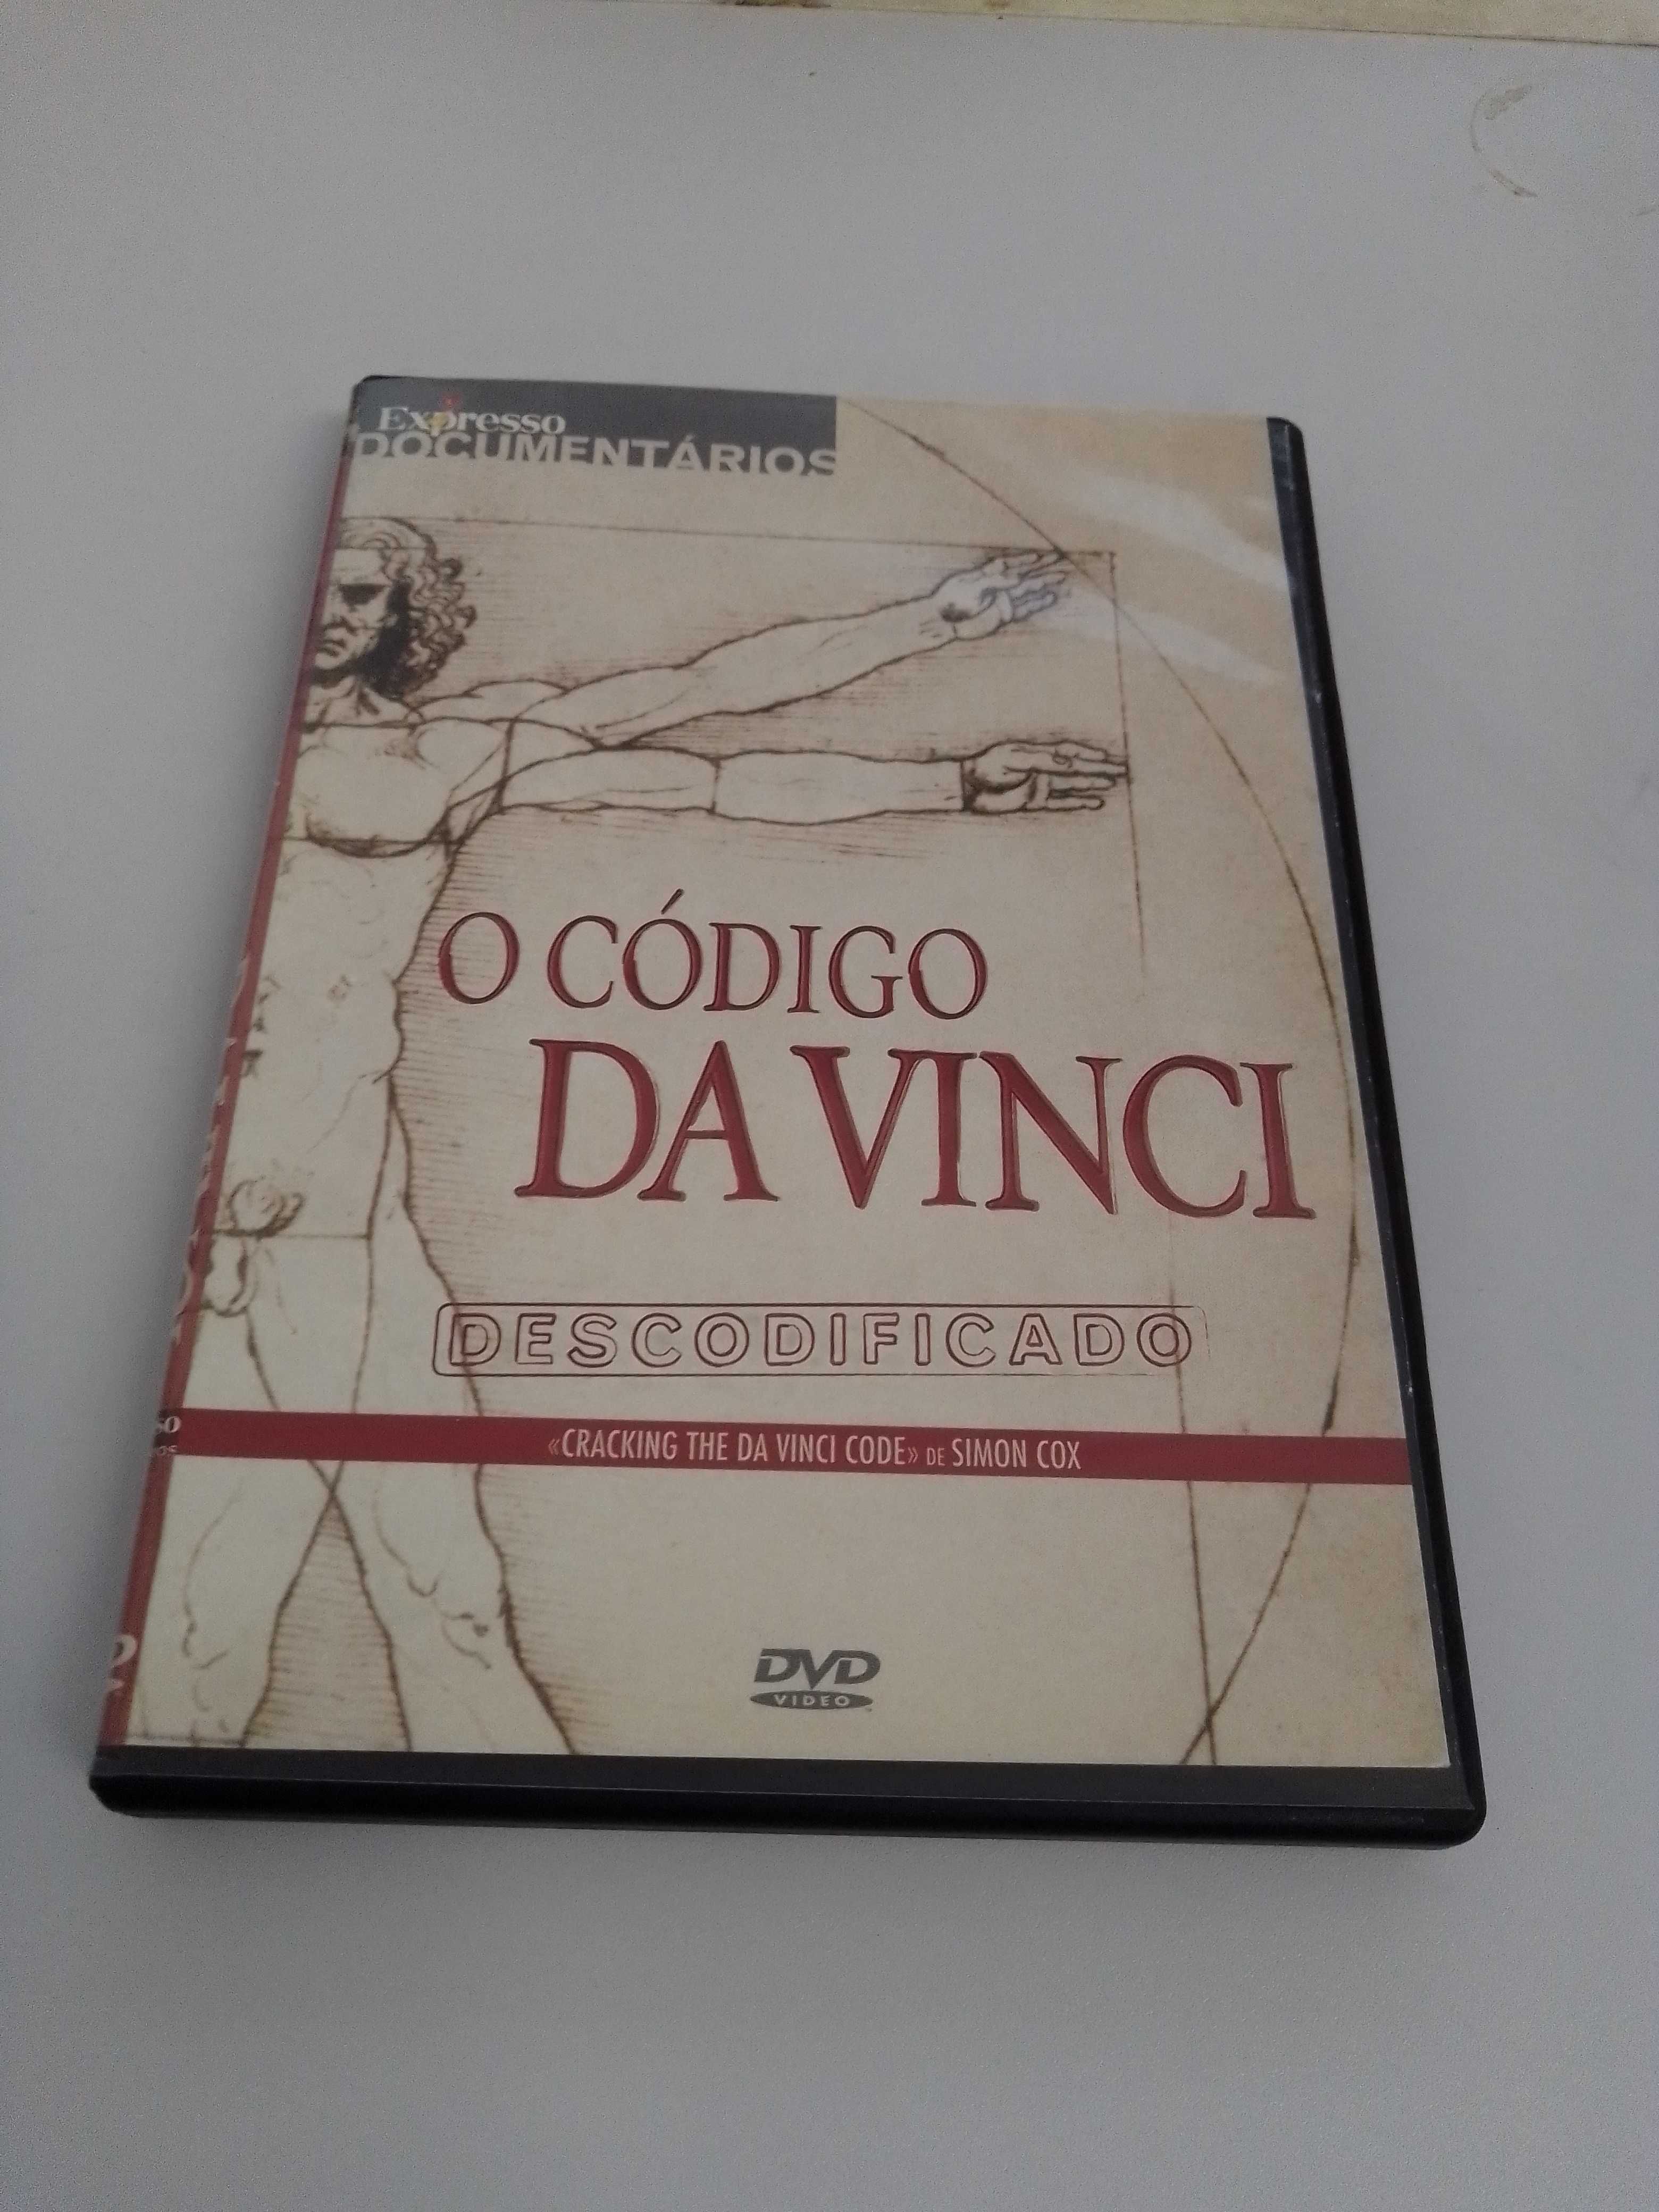 Expresso
DOCUMENTÁRIOS
O CÓDIGO
DA VINCI
DESCODIFICADO
«CRACKING THE DA VINCI CODE» DE SIMON COX
DVD
VIDEO